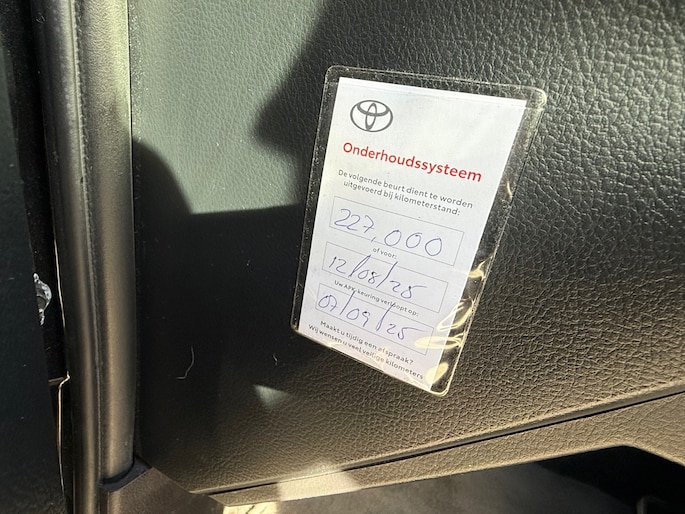 Onderhoudssysteem
De volgende beurt dient te worden
uitgevoerd bij kilometerstand:
227,000
of voor:
12/08/25
Uw APK-keuring verloopt op:
07/09/25
Maakt u tijdig een afspraak?
Wij wensen u veel veilige kilometers